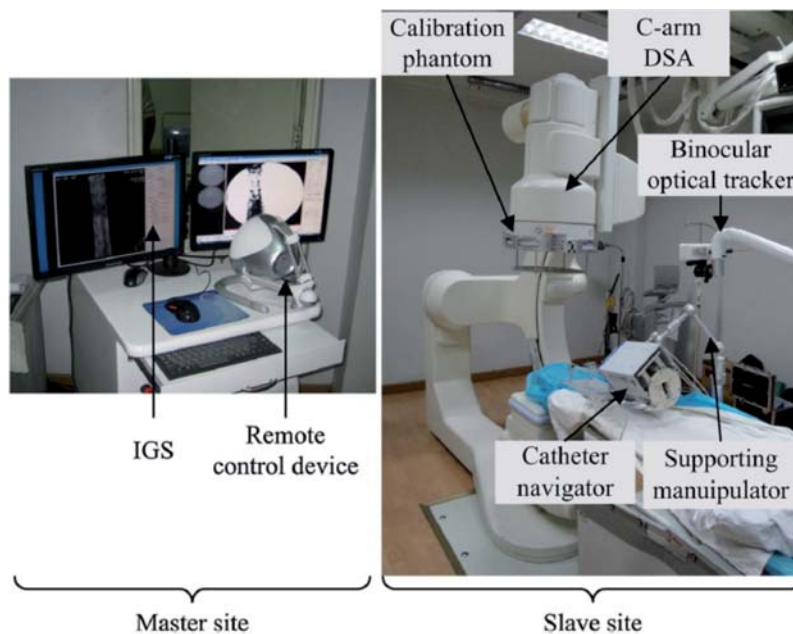 Calibration
phantom
C-arm
DSA
Binocular
optical tracker
IGS
Remote
control device
Catheter
navigator
Supporting
manuipulator
Master site
Slave site